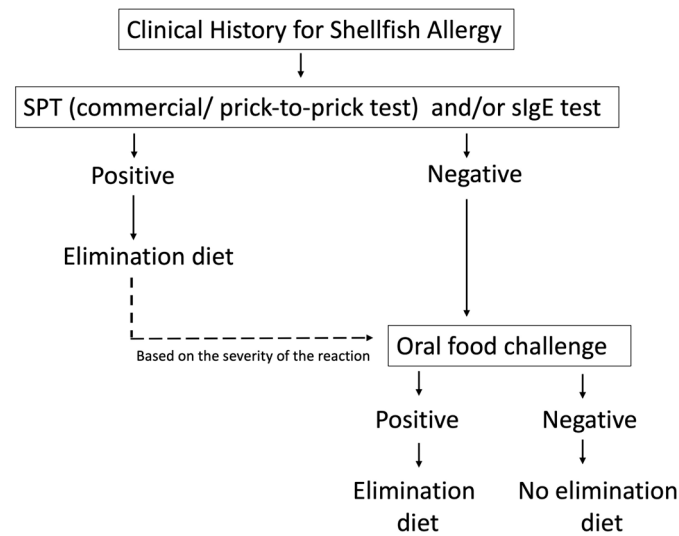 Clinical History for Shellfish Allergy
SPT (commercial/ prick-to-prick test)  and/or sIgE test
Positive
Negative
Elimination diet
Based on the severity of the reaction
Oral food challenge
Positive
Negative
Elimination
diet
No elimination
diet